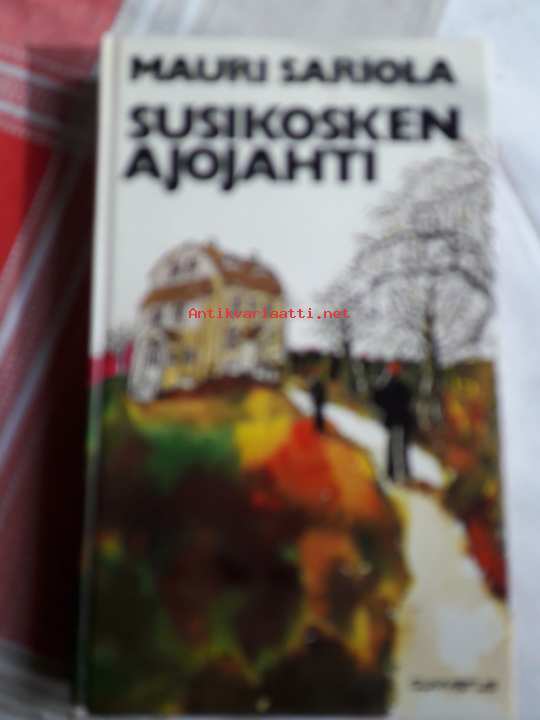 MAURI SARIOLA
SUSIKOSKEN
AJOJAHTI
Antikvariaatti.net